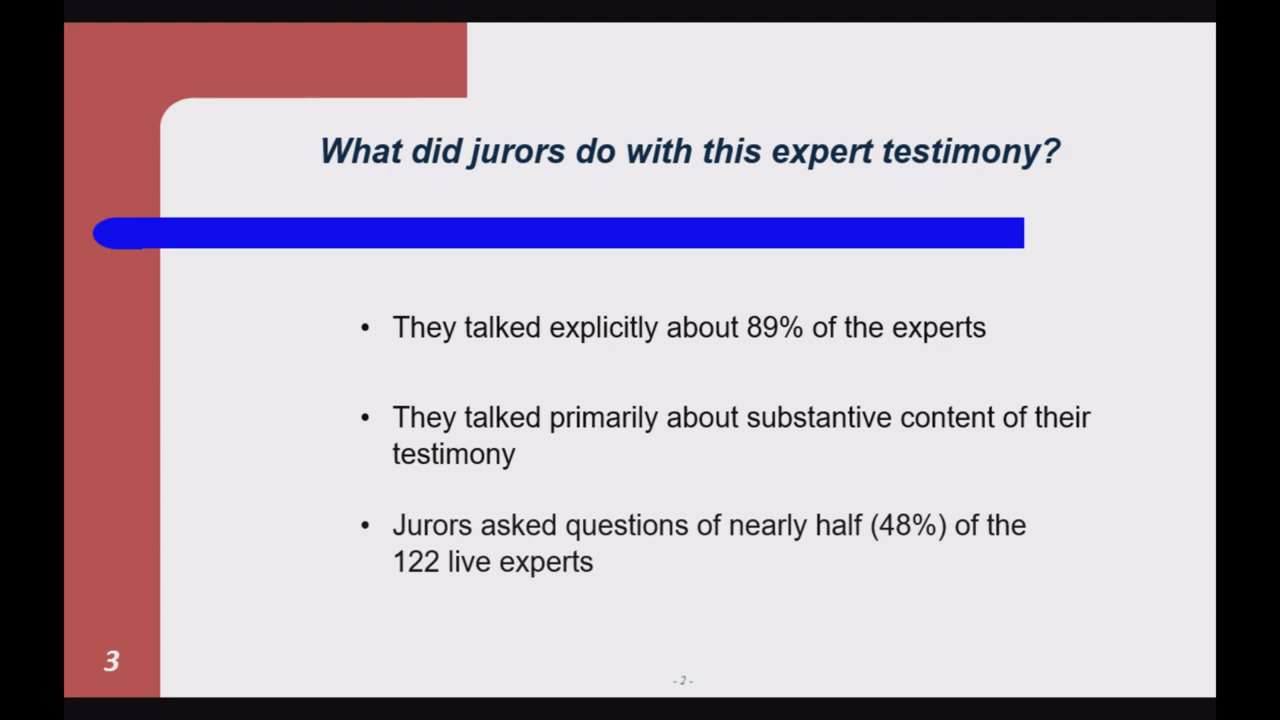 What did jurors do with this expert testimony?
• They talked explicitly about 89% of the experts
• They talked primarily about substantive content of their
testimony
• Jurors asked questions of nearly half (48%) of the
122 live experts
3
- 2 -